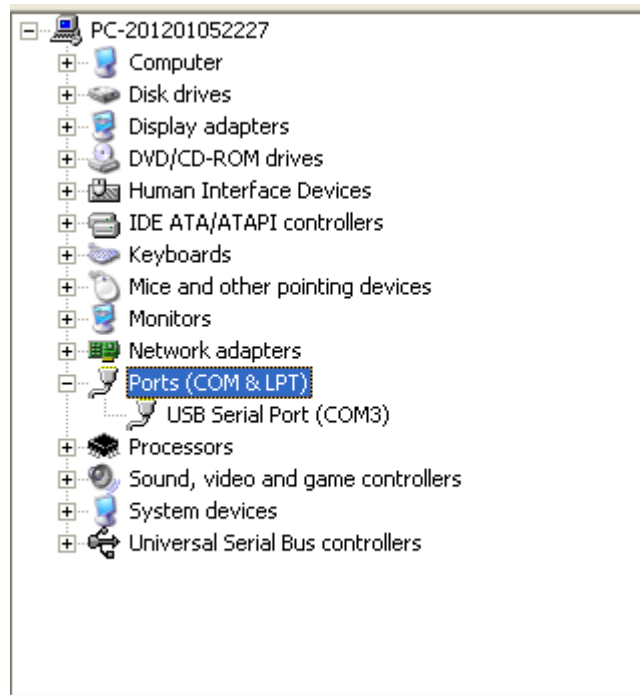 PC-201201052227
Computer
Disk drives
Display adapters
DVD/CD-ROM drives
Human Interface Devices
IDE ATA/ATAPI controllers
Keyboards
Mice and other pointing devices
Monitors
Network adapters
Ports (COM & LPT)
USB Serial Port (COM3)
Processors
Sound, video and game controllers
System devices
Universal Serial Bus controllers